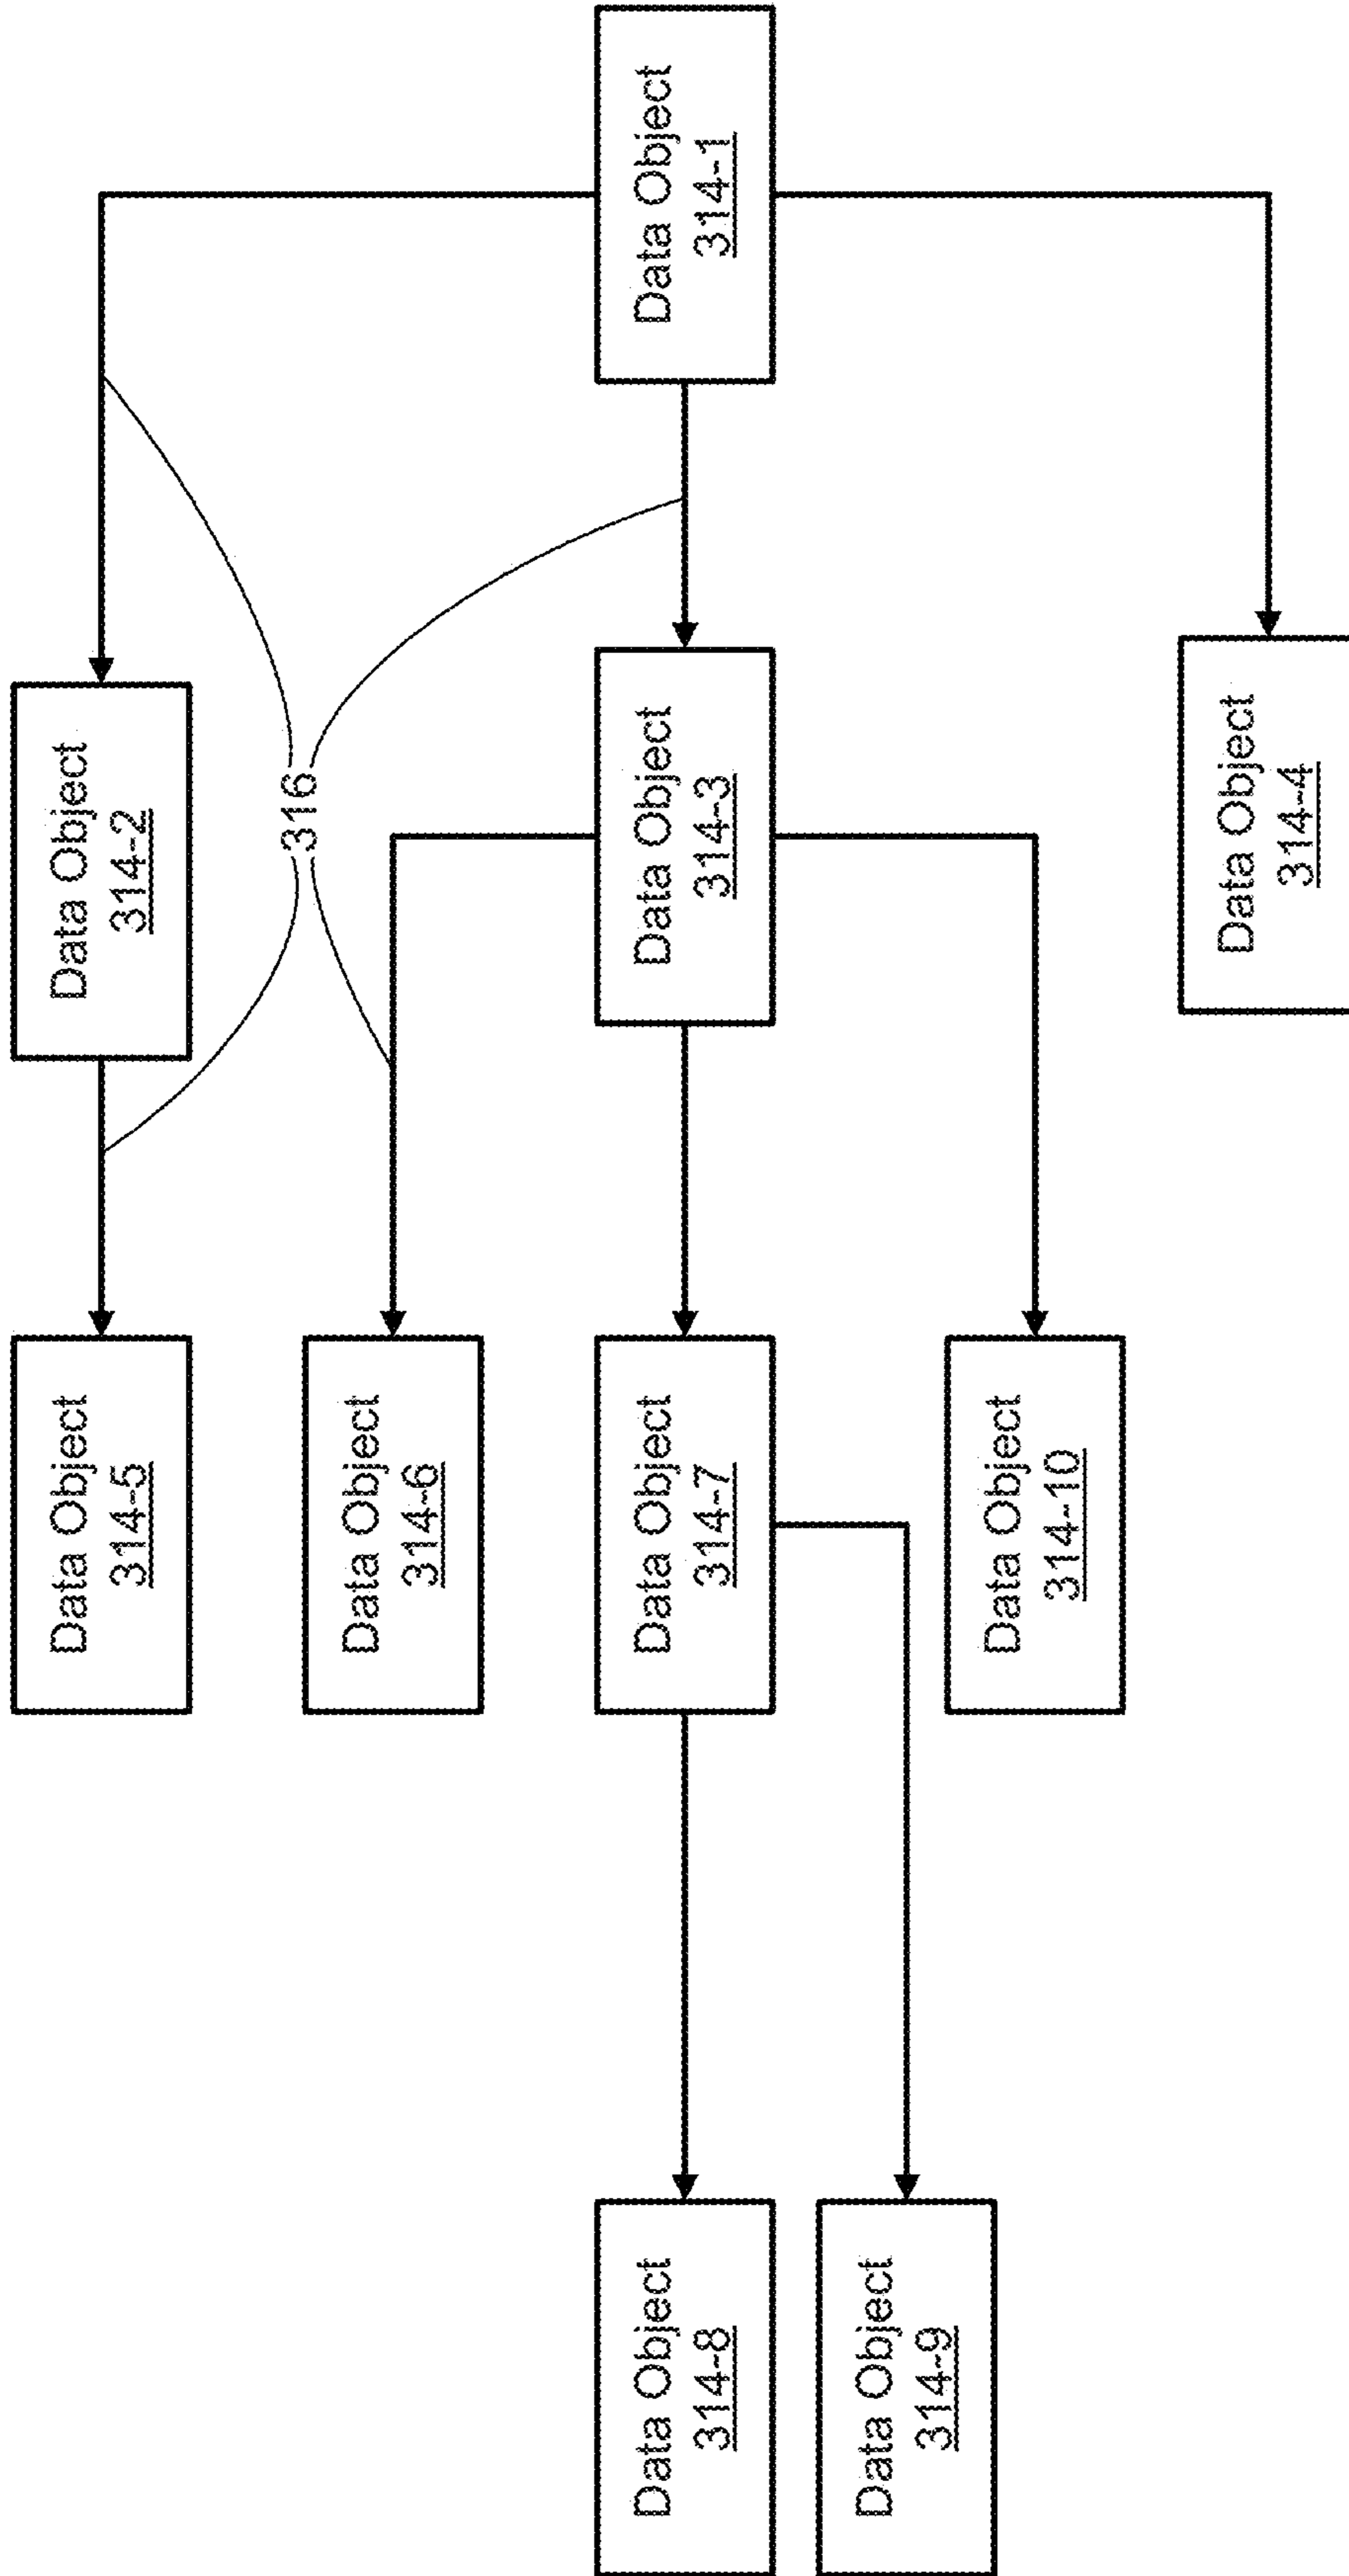 Data Object
314-8
Data Object
314-9
Data Object
314-5
Data Object
314-6
Data Object
314-7
Data Object
314-10
Data Object
314-2
316
Data Object
314-3
Data Object
314-4
Data Object
314-1